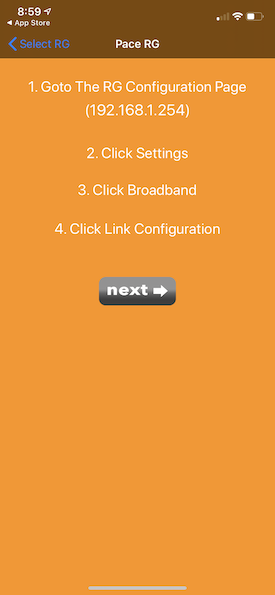 8:59
App Store
Select RG
Pace RG
1. Goto The RG Configuration Page
(192.168.1.254)
2. Click Settings
3. Click Broadband
4. Click Link Configuration
next